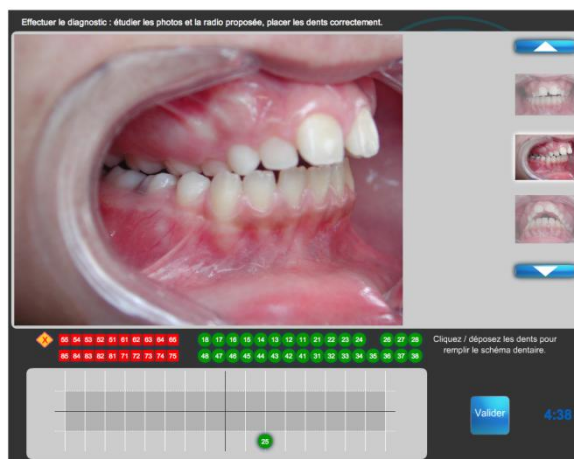 Effectuer le diagnostic : étudier les photos et la radio proposée, placer les dents correctement.
X 55 54 53 52 51 61 62 63 64 65 18 17 16 15 14 13 12 11 21 22 23 24 26 27 28
85 84 83 82 81 71 72 73 74 75 48 47 46 45 44 43 42 41 31 32 33 34 35 36 37 38
Cliquez / déposez les dents pour
remplir le schéma dentaire.
25
Valider
4:38